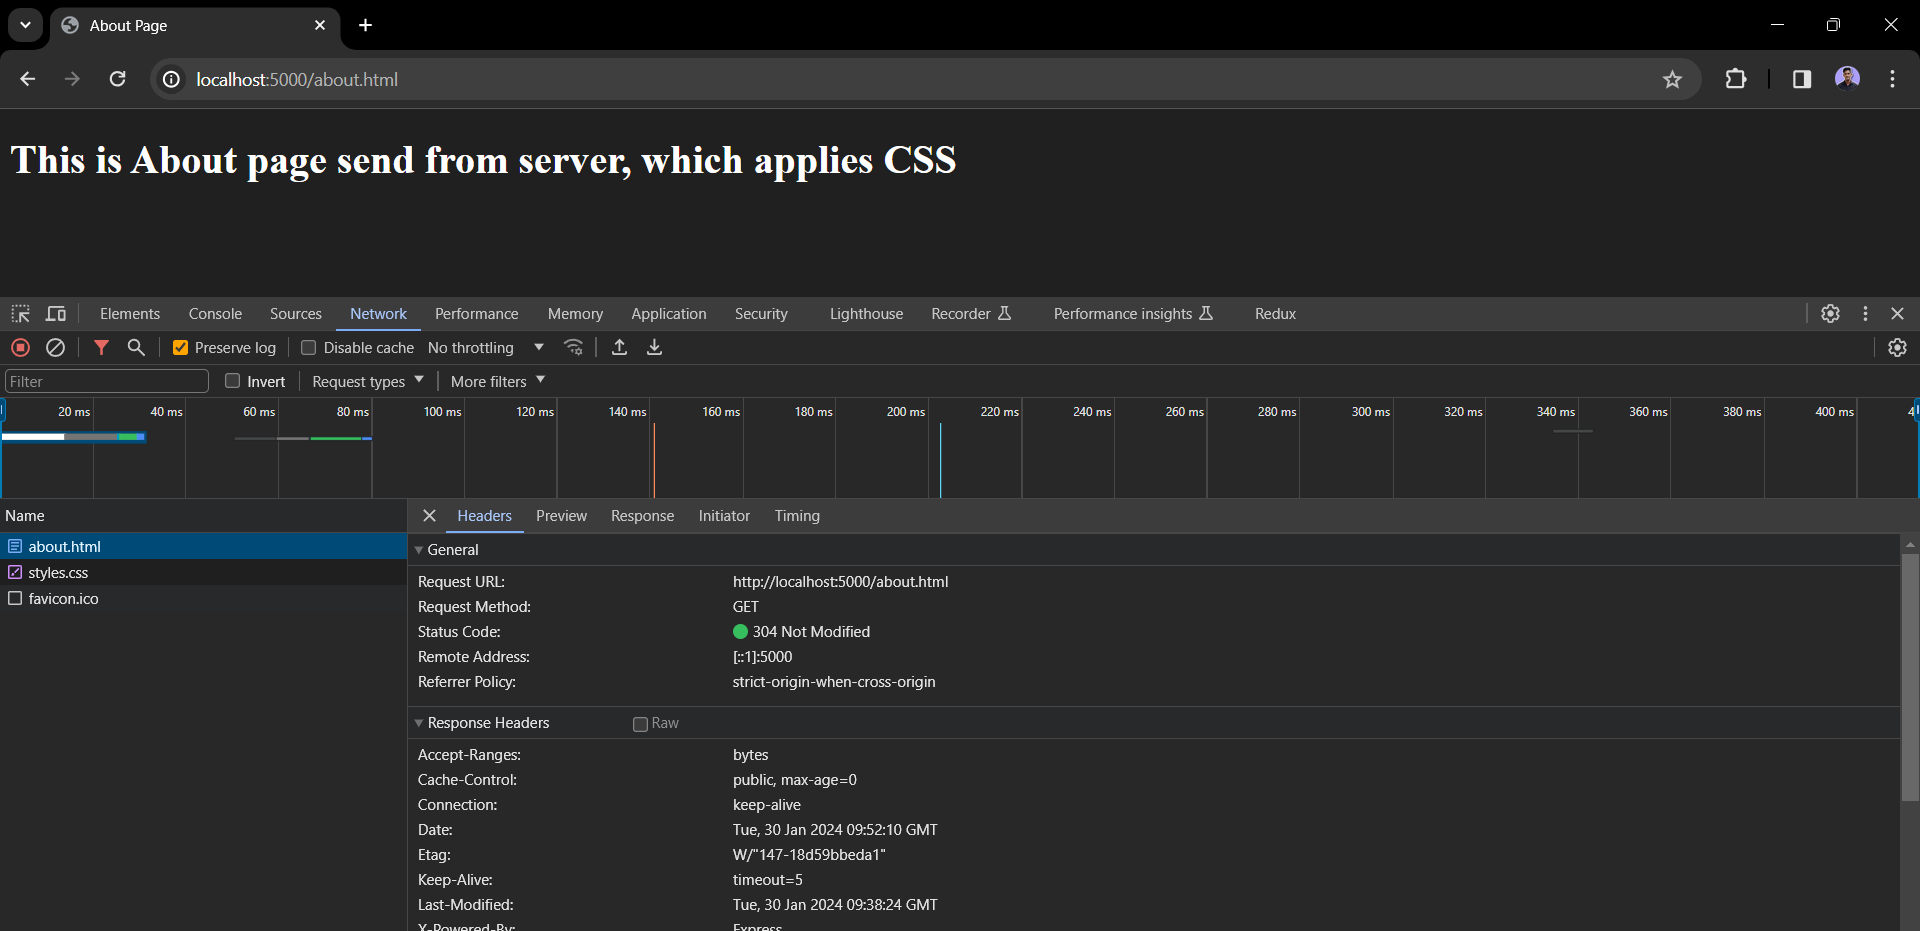 About Page
localhost:5000/about.html
This is About page send from server, which applies CSS
Elements Console Sources Network Performance Memory Application Security Lighthouse Recorder Performance insights Redux
Preserve log Disable cache No throttling
Filter Invert Request types More filters
20 ms 40 ms 60 ms 80 ms 100 ms 120 ms 140 ms 160 ms 180 ms 200 ms 220 ms 240 ms 260 ms 280 ms 300 ms 320 ms 340 ms 360 ms 380 ms 400 ms 4
Name
about.html
styles.css
favicon.ico
Headers Preview Response Initiator Timing
General
Request URL: http://localhost:5000/about.html
Request Method: GET
Status Code: 304 Not Modified
Remote Address: [::1]:5000
Referrer Policy: strict-origin-when-cross-origin
Response Headers Raw
Accept-Ranges: bytes
Cache-Control: public, max-age=0
Connection: keep-alive
Date: Tue, 30 Jan 2024 09:52:10 GMT
Etag: W/"147-18d59bbeda1"
Keep-Alive: timeout=5
Last-Modified: Tue, 30 Jan 2024 09:38:24 GMT
X-Powered-By: Express